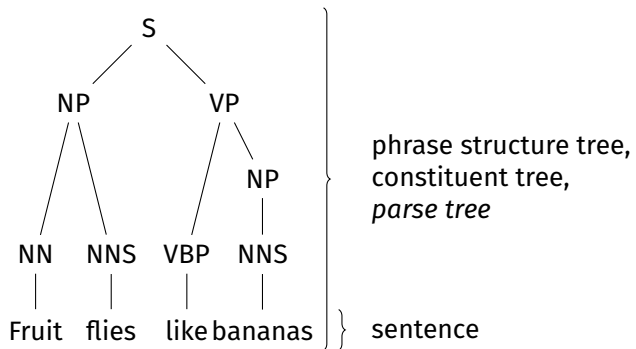 S
NP VP
phrase structure tree,
constituent tree,
NP
parse tree
NN NNS VBP NNS
Fruit flies like bananas
sentence